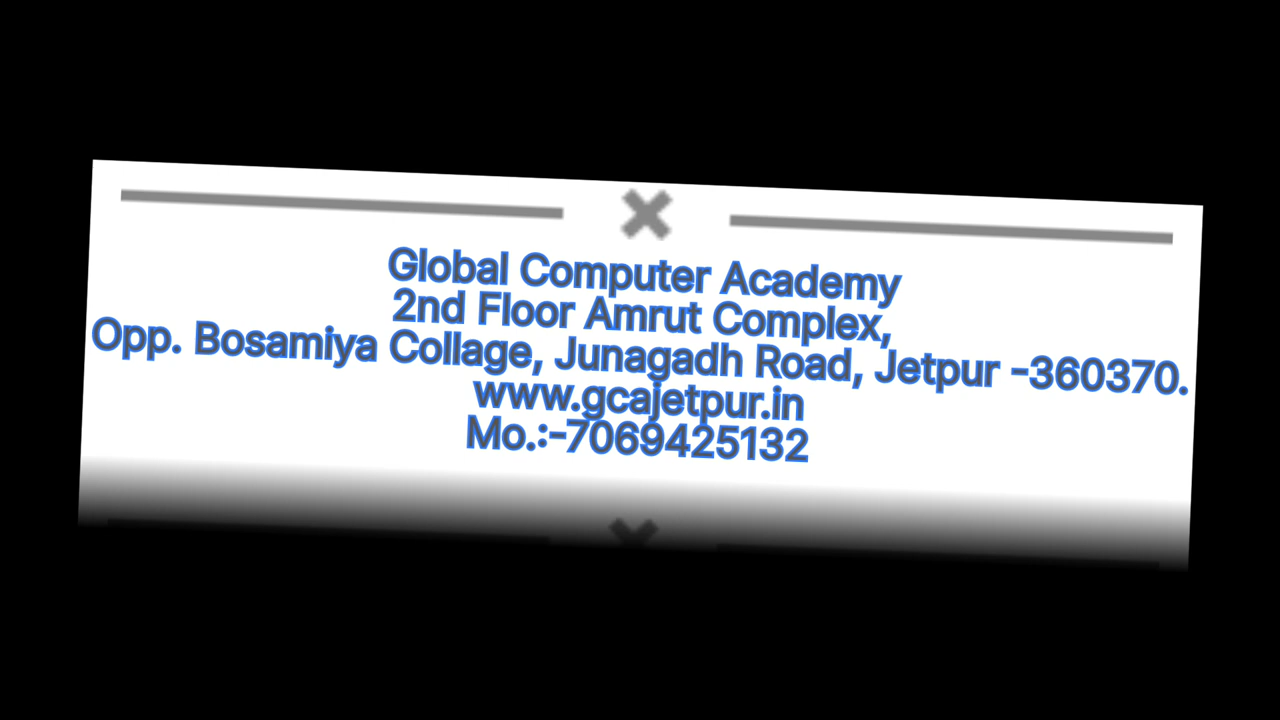 Global Computer Academy
2nd Floor Amrut Complex,
Opp. Bosamiya Collage, Junagadh Road, Jetpur -360370.
www.gcajetpur.in
Mo.:-7069425132